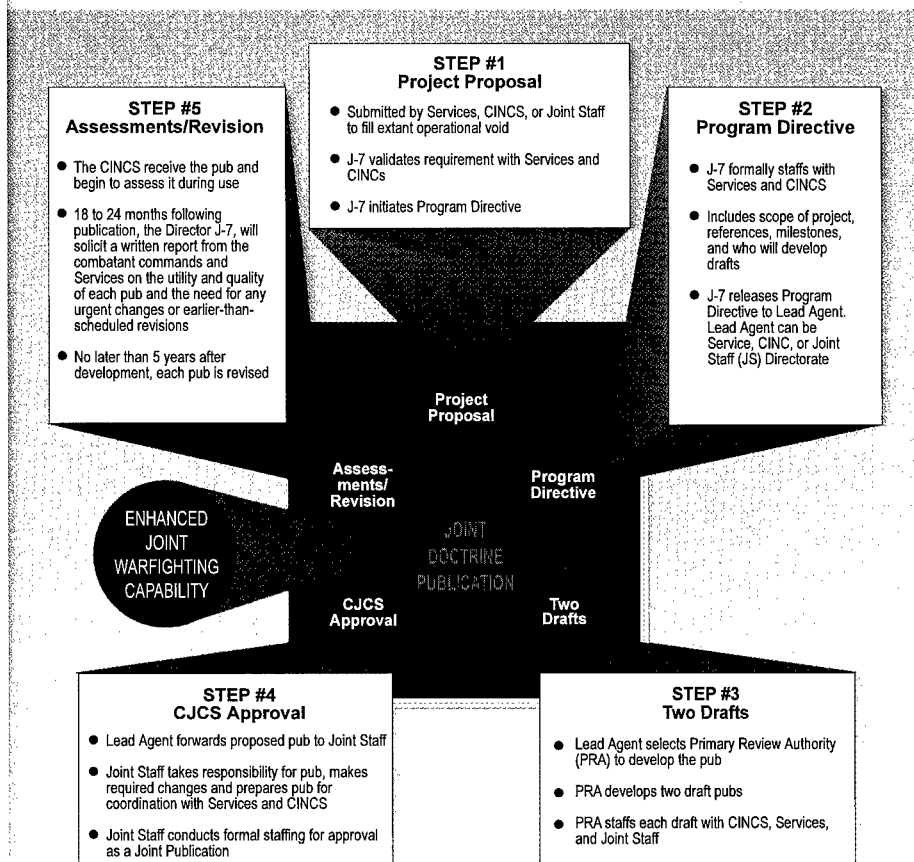 STEP #1
Project Proposal
● Submitted by Services, CINCS, or Joint Staff
to fill extant operational void
● J-7 validates requirement with Services and
CINCs
● J-7 initiates Program Directive
STEP #2
Program Directive
● J-7 formally staffs with
Services and CINCS
● Includes scope of project,
references, milestones,
and who will develop
drafts
● J-7 releases Program
Directive to Lead Agent.
Lead Agent can be
Service, CINC, or Joint
Staff (JS) Directorate
STEP #3
Two Drafts
● Lead Agent selects Primary Review Authority
(PRA) to develop the pub
● PRA develops two draft pubs
● PRA staffs each draft with CINCS, Services,
and Joint Staff
STEP #4
CJCS Approval
● Lead Agent forwards proposed pub to Joint Staff
● Joint Staff takes responsibility for pub, makes
required changes and prepares pub for
coordination with Services and CINCS
● Joint Staff conducts formal staffing for approval
as a Joint Publication
STEP #5
Assessments/Revision
● The CINCS receive the pub and
begin to assess it during use
● 18 to 24 months following
publication, the Director J-7, will
solicit a written report from the
combatant commands and
Services on the utility and quality
of each pub and the need for any
urgent changes or earlier-than-
scheduled revisions
● No later than 5 years after
development, each pub is revised
Project
Proposal
Program
Directive
Two
Drafts
CJCS
Approval
Assess-
ments/
Revision
JOINT
DOCTRINE
PUBLICATION
ENHANCED
JOINT
WARFIGHTING
CAPABILITY